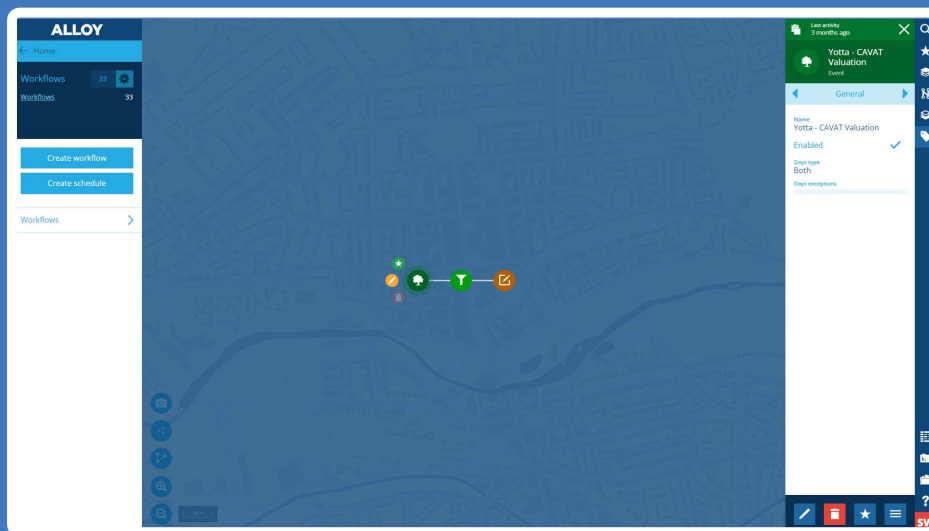 ALLOY
Home
Workflows 33
Workflows 33
Create workflow
Create schedule
Workflows
Last activity
3 months ago
Yotta - CAVAT
Valuation
Event
General
Name
Yotta - CAVAT Valuation
Enabled
Days type
Both
Days exceptions
?